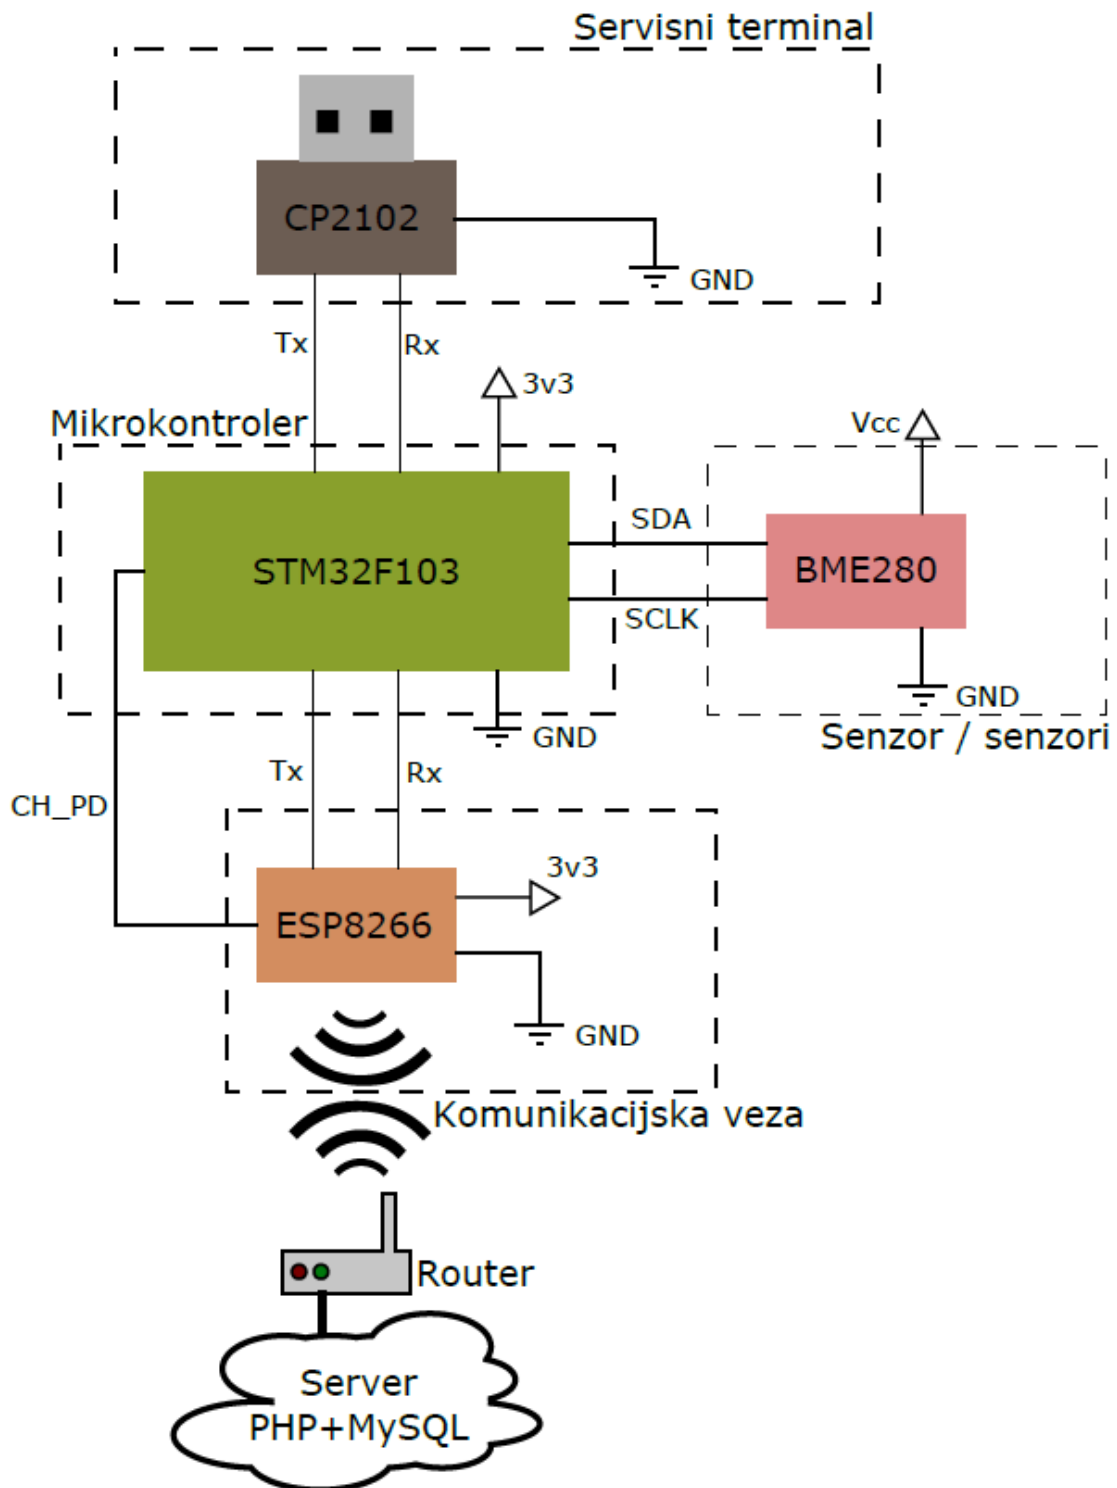 Servisni terminal
CP2102
GND
Tx
Rx
3v3
Mikrokontroler
Vcc
STM32F103
SDA
SCLK
BME280
GND
Senzor / senzori
GND
Tx
Rx
CH_PD
3v3
ESP8266
GND
Komunikacijska veza
Router
Server
PHP+MySQL